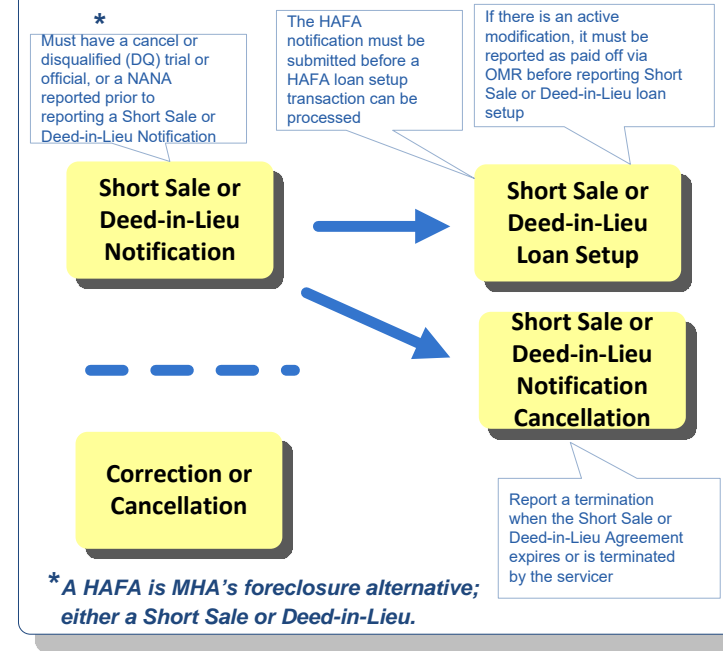 *
Must have a cancel or
disqualified (DQ) trial or
official, or a NANA
reported prior to
reporting a Short Sale or
Deed-in-Lieu Notification
The HAFA
notification must be
submitted before a
HAFA loan setup
transaction can be
processed
If there is an active
modification, it must be
reported as paid off via
OMR before reporting Short
Sale or Deed-in-Lieu loan
setup
Short Sale or
Deed-in-Lieu
Notification
Short Sale or
Deed-in-Lieu
Loan Setup
Short Sale or
Deed-in-Lieu
Notification
Cancellation
Correction or
Cancellation
Report a termination
when the Short Sale or
Deed-in-Lieu Agreement
expires or is terminated
by the servicer
*A HAFA is MHA's foreclosure alternative;
either a Short Sale or Deed-in-Lieu.